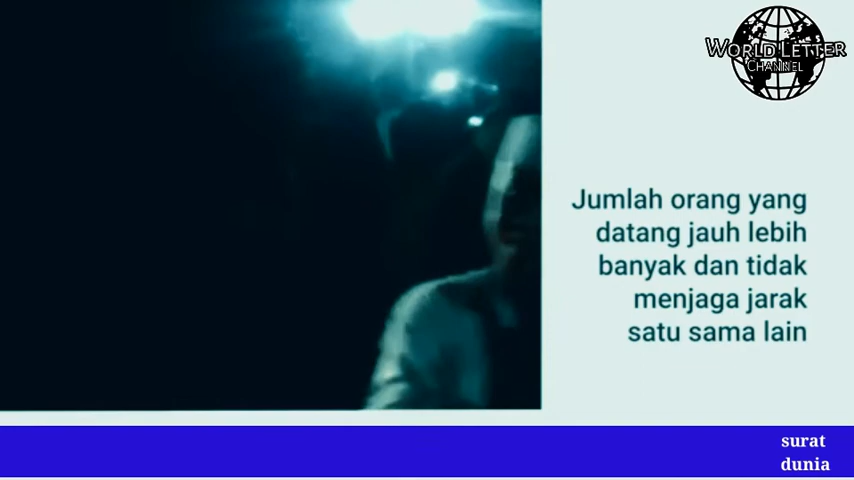 WORLD LETTER
CHANNEL
Jumlah orang yang
datang jauh lebih
banyak dan tidak
menjaga jarak
satu sama lain
surat
dunia